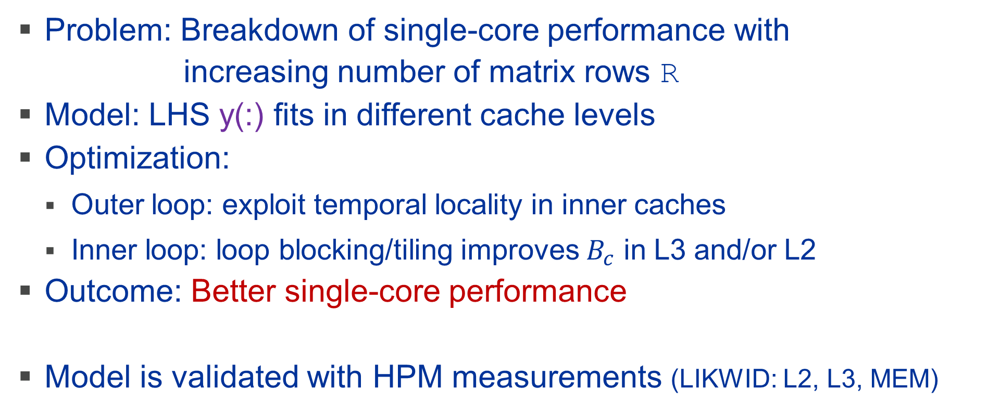 ▪ Problem: Breakdown of single-core performance with
increasing number of matrix rows R
▪ Model: LHS y(:) fits in different cache levels
▪ Optimization:
▪ Outer loop: exploit temporal locality in inner caches
▪ Inner loop: loop blocking/tiling improves B_c in L3 and/or L2
▪ Outcome: Better single-core performance
▪ Model is validated with HPM measurements (LIKWID: L2, L3, MEM)